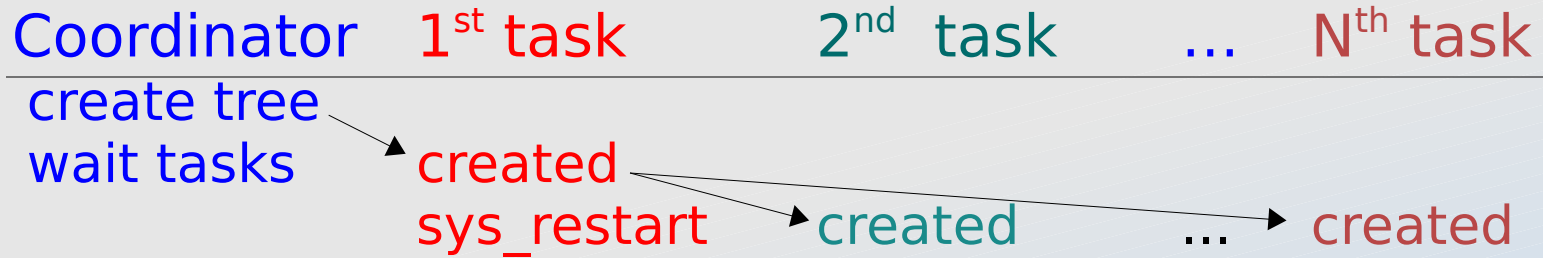 Coordinator 1st task 2nd task ... Nth task
create tree
wait tasks created
sys_restart created ... created